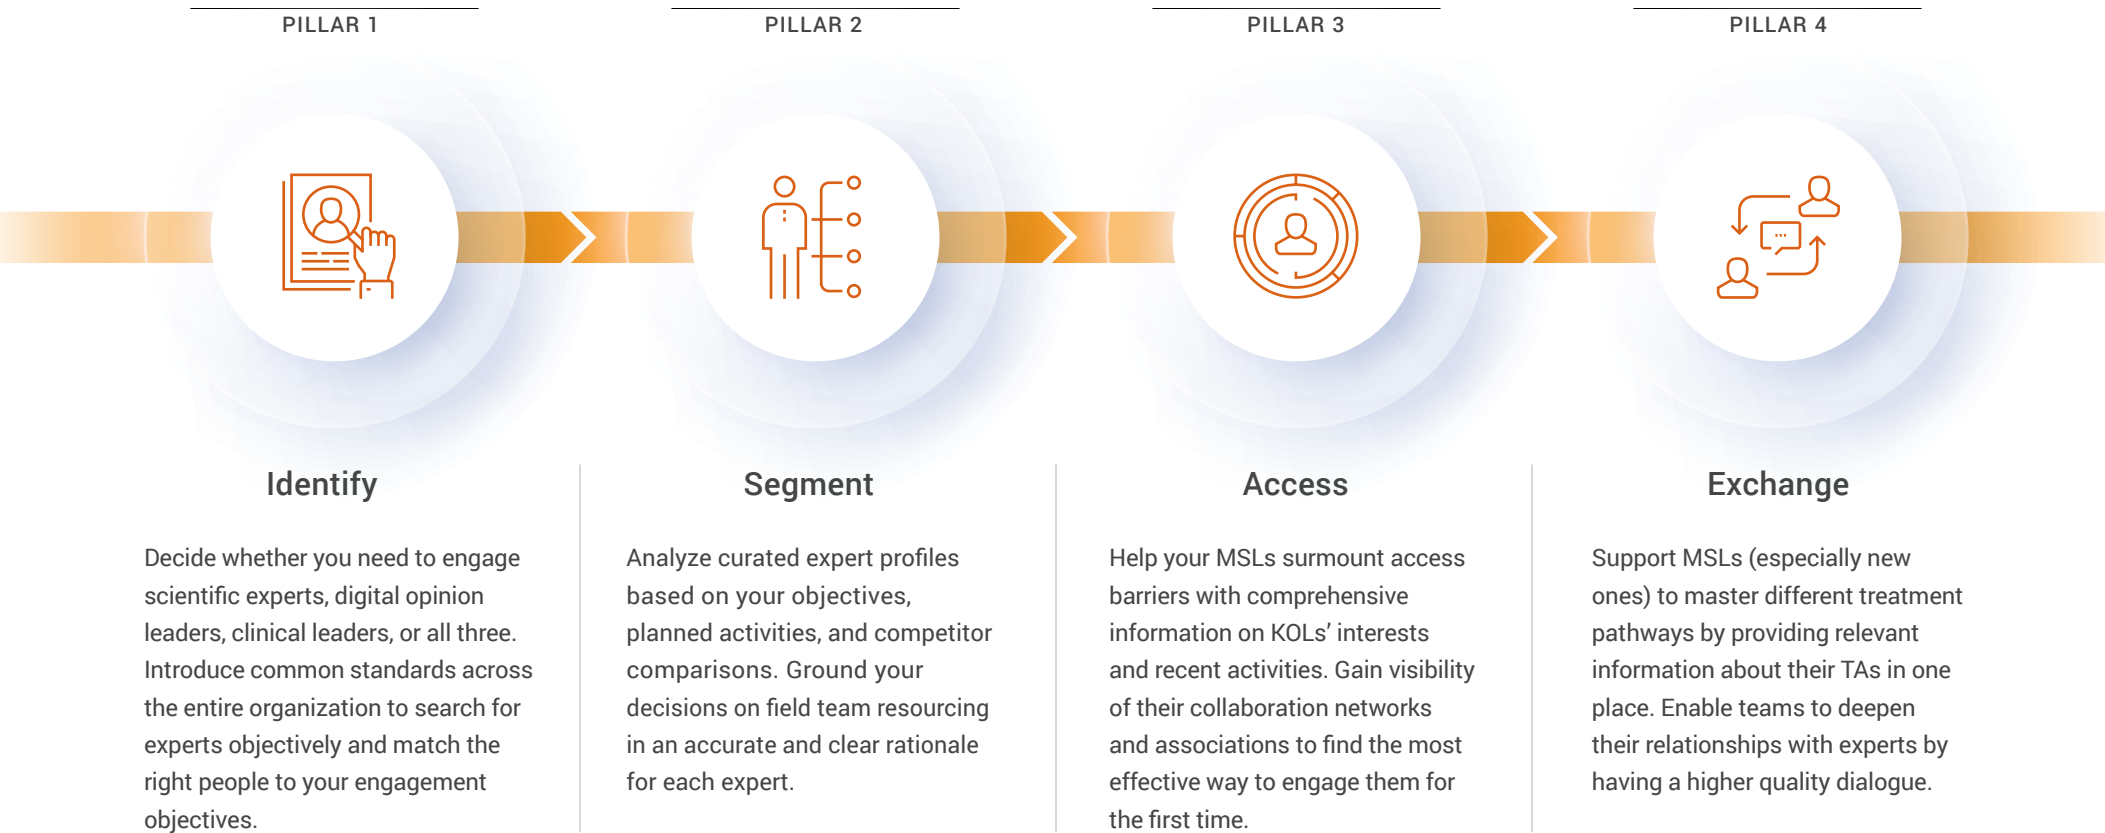 PILLAR 1
PILLAR 2
PILLAR 3
PILLAR 4
Identify
Decide whether you need to engage
scientific experts, digital opinion
leaders, clinical leaders, or all three.
Introduce common standards across
the entire organization to search for
experts objectively and match the
right people to your engagement
objectives.
Segment
Analyze curated expert profiles
based on your objectives,
planned activities, and competitor
comparisons. Ground your
decisions on field team resourcing
in an accurate and clear rationale
for each expert.
Access
Help your MSLs surmount access
barriers with comprehensive
information on KOLs’ interests
and recent activities. Gain visibility
of their collaboration networks
and associations to find the most
effective way to engage them for
the first time.
Exchange
Support MSLs (especially new
ones) to master different treatment
pathways by providing relevant
information about their TAs in one
place. Enable teams to deepen
their relationships with experts by
having a higher quality dialogue.